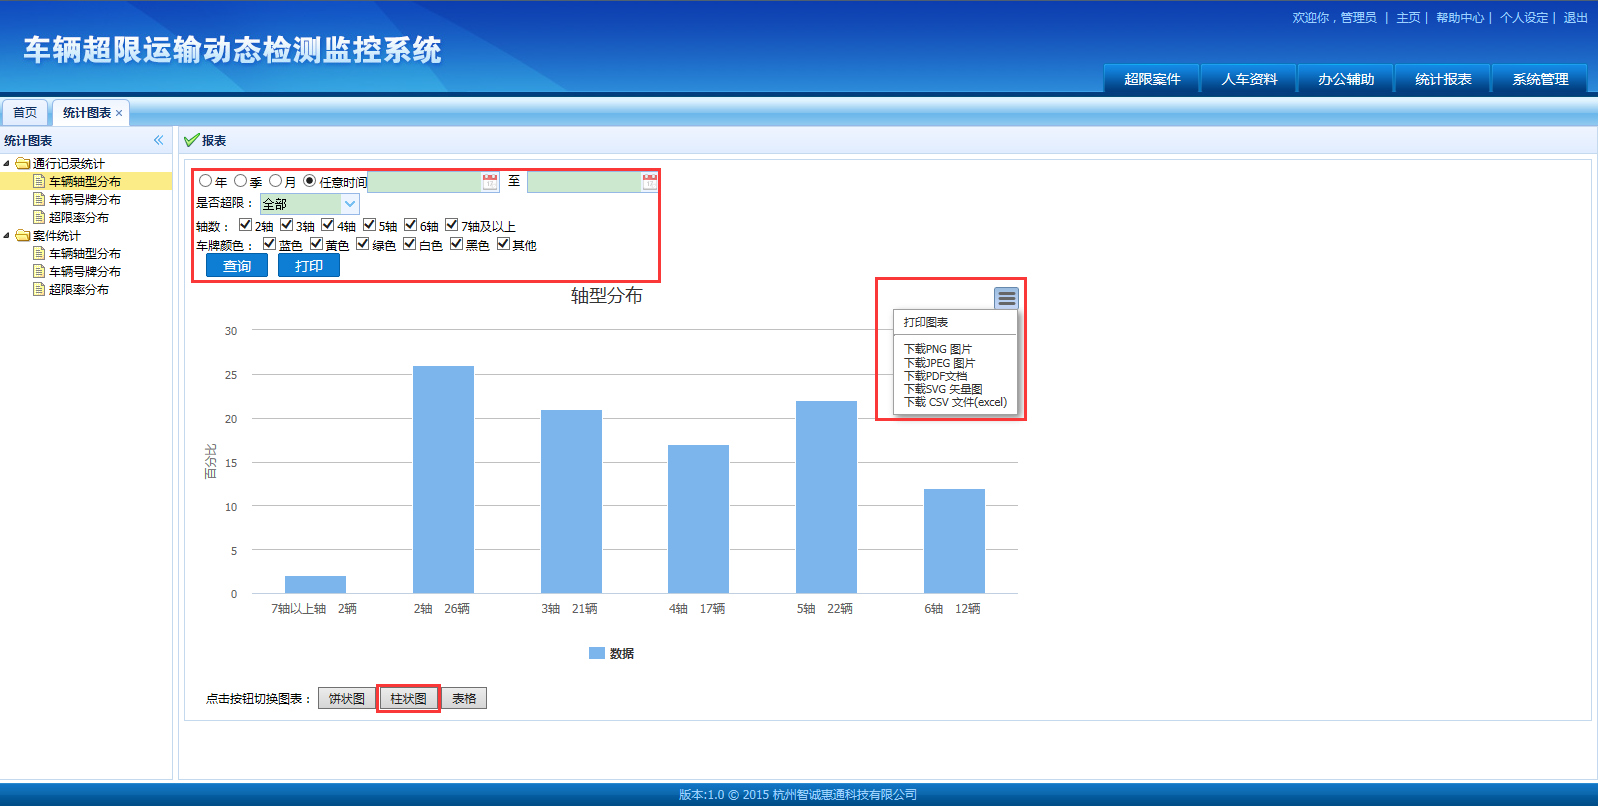 欢迎你，管理员 | 主页 | 帮助中心 | 个人设定 | 退出
车辆超限运输动态检测监控系统
超限案件 人车资料 办公辅助 统计报表 系统管理
首页 统计图表 ×
统计图表 «
通行记录统计
车辆轴型分布
车辆号牌分布
超限率分布
案件统计
车辆轴型分布
车辆号牌分布
超限率分布
报表
年 季 月 任意时间 至
是否超限： 全部
轴数： 2轴 3轴 4轴 5轴 6轴 7轴及以上
车牌颜色： 蓝色 黄色 绿色 白色 黑色 其他
查询 打印
轴型分布
打印图表
下载PNG 图片
下载JPEG 图片
下载PDF文档
下载SVG 矢量图
下载 CSV 文件(excel)
百分比
30
25
20
15
10
5
0
7轴以上轴 2辆 2轴 26辆 3轴 21辆 4轴 17辆 5轴 22辆 6轴 12辆
数据
点击按钮切换图表： 饼状图 柱状图 表格
版本:1.0 © 2015 杭州智诚惠通科技有限公司